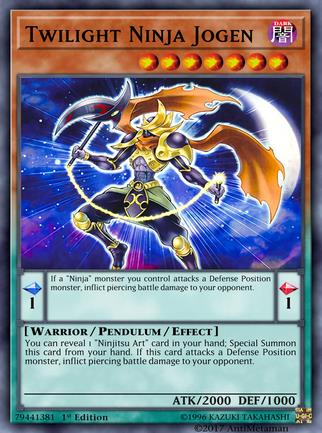 TWILIGHT NINJA JOGEN
DARK
闇
If a "Ninja" monster you control attacks a Defense Position
monster, inflict piercing battle damage to your opponent.
1
1
[WARRIOR / PENDULUM / EFFECT]
You can reveal 1 "Ninjitsu Art" card in your hand; Special Summon
this card from your hand. If this card attacks a Defense Position
monster, inflict piercing battle damage to your opponent.
ATK/2000 DEF/1000
79441381 1st Edition
©1996 KAZUKI TAKAHASHI
©2017 AntiMetaman